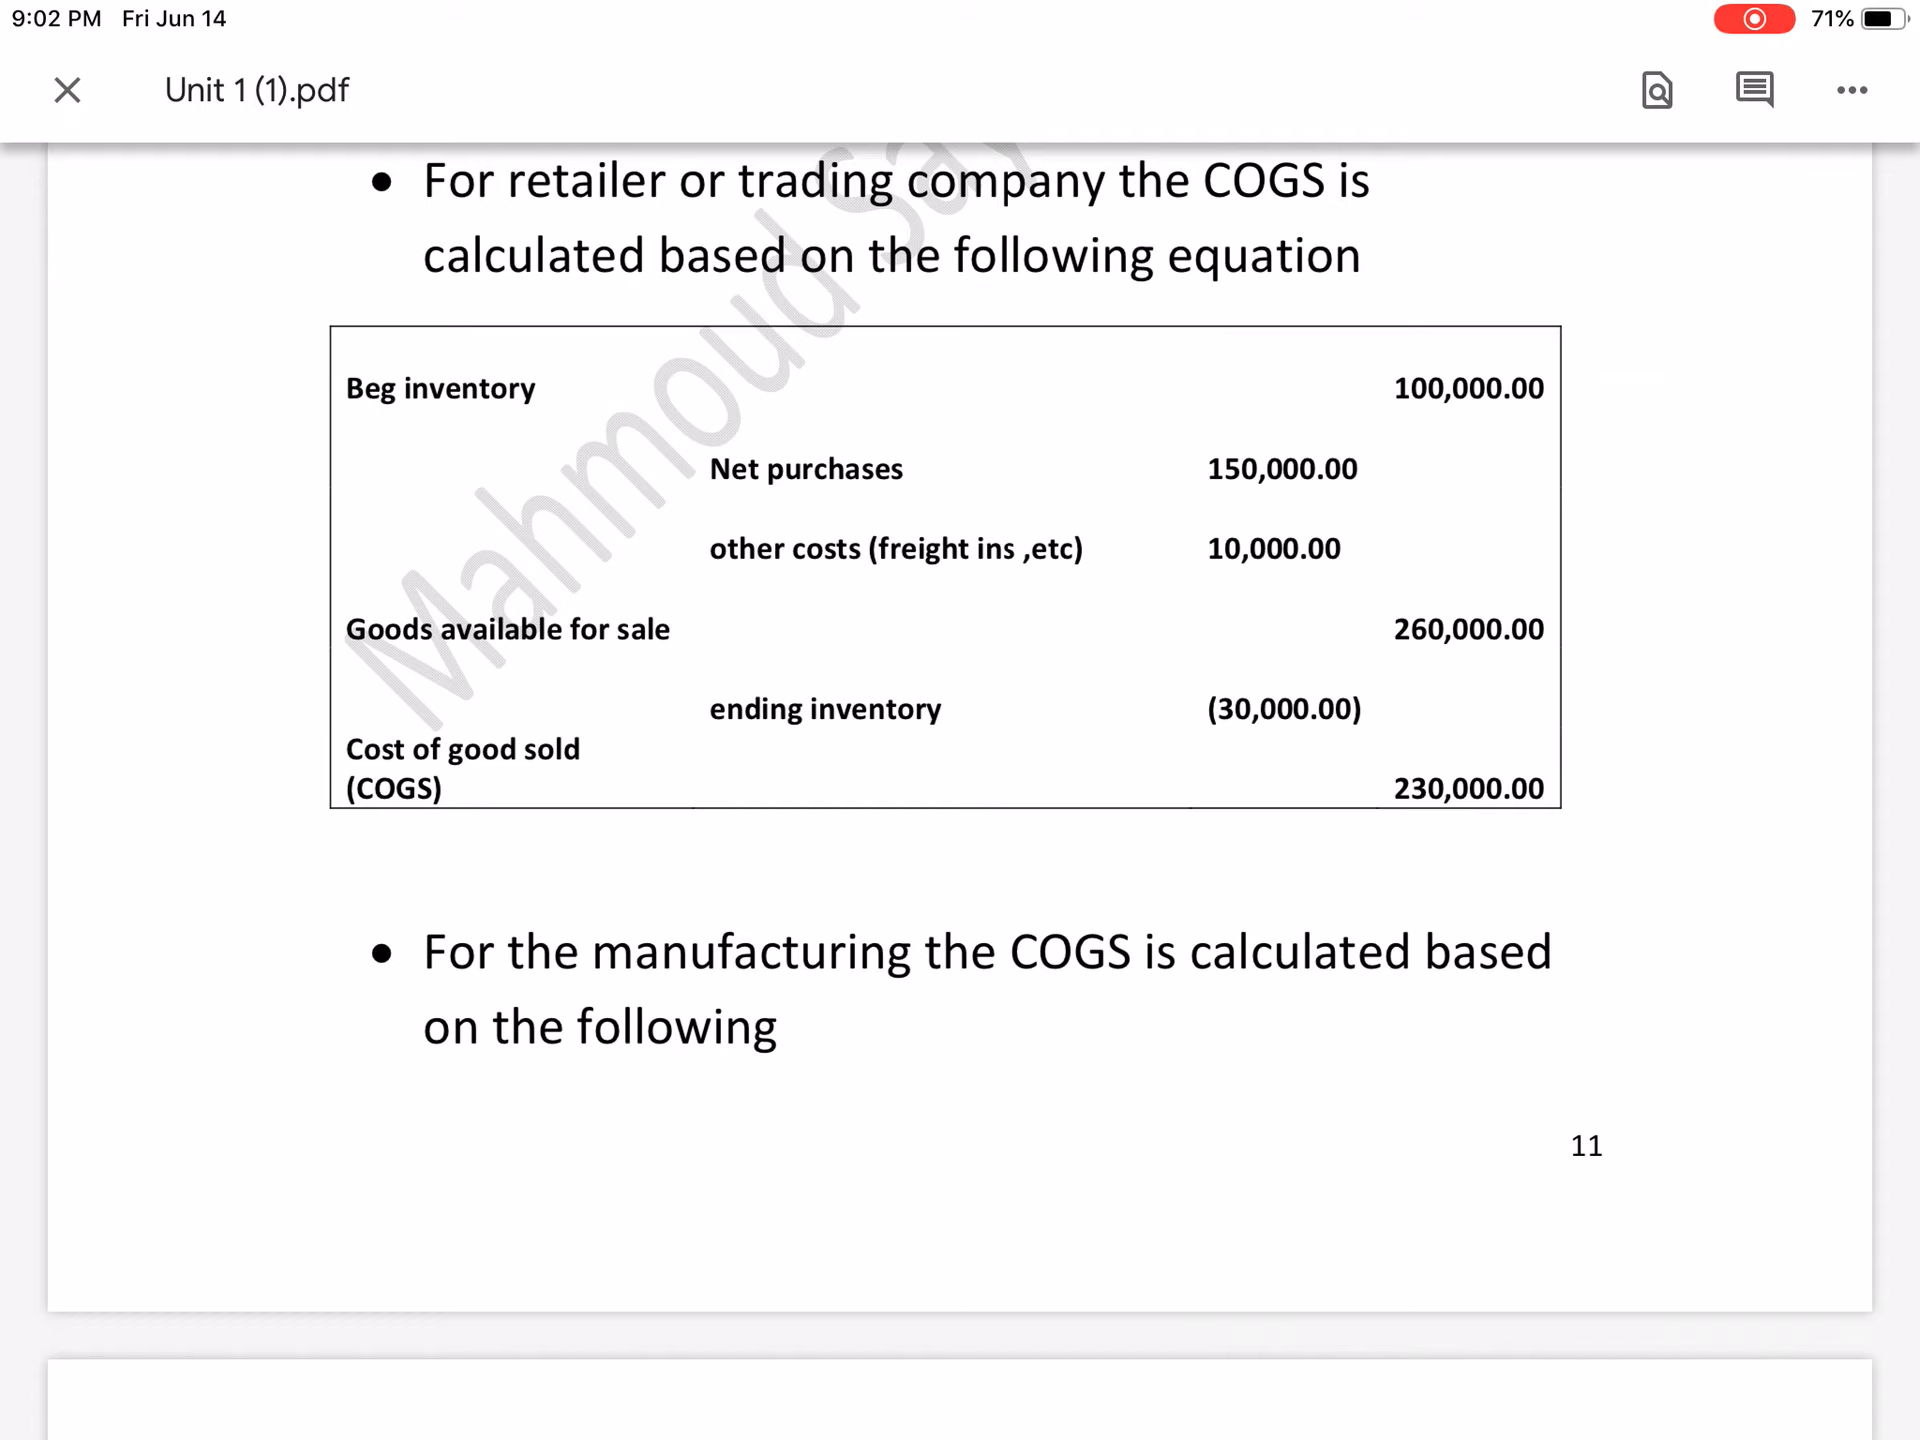 9:02 PM Fri Jun 14
71%
Unit 1 (1).pdf
• For retailer or trading company the COGS is
calculated based on the following equation
Beg inventory 100,000.00
Net purchases 150,000.00
other costs (freight ins ,etc) 10,000.00
Goods available for sale 260,000.00
ending inventory (30,000.00)
Cost of good sold
(COGS) 230,000.00
Mahmoud
• For the manufacturing the COGS is calculated based
on the following
11